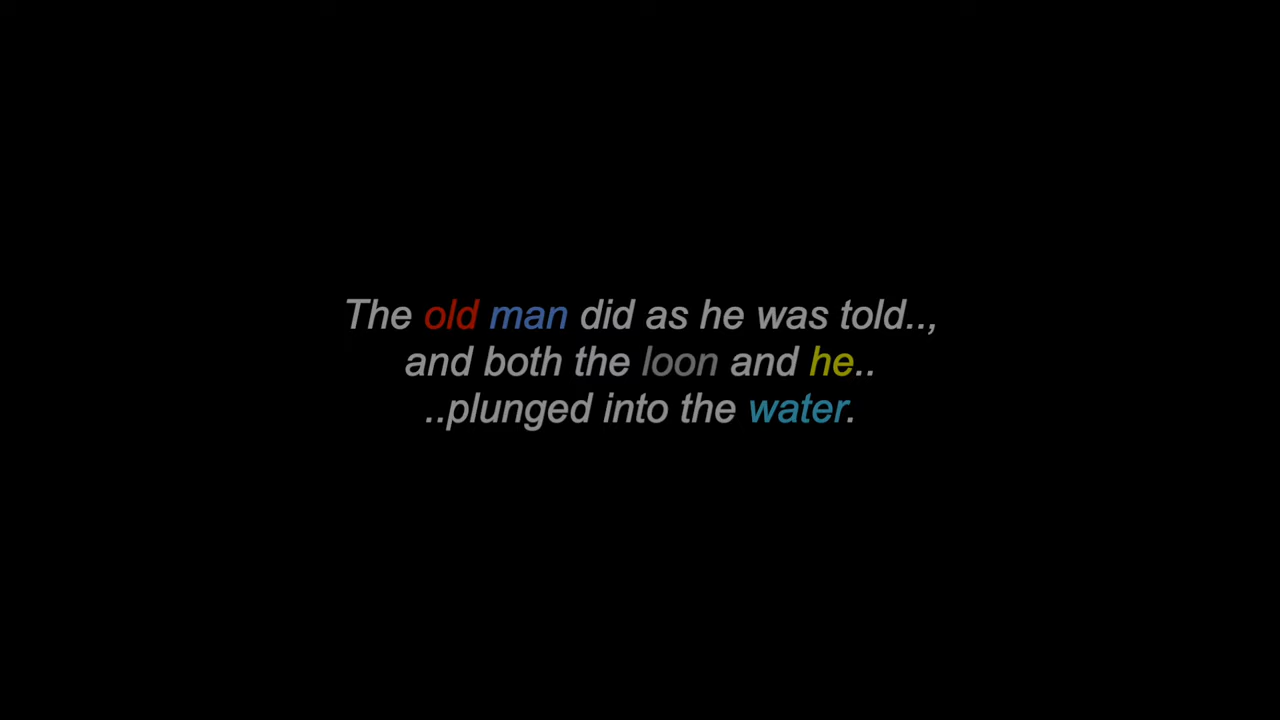 The old man did as he was told..,
and both the loon and he..
..plunged into the water.